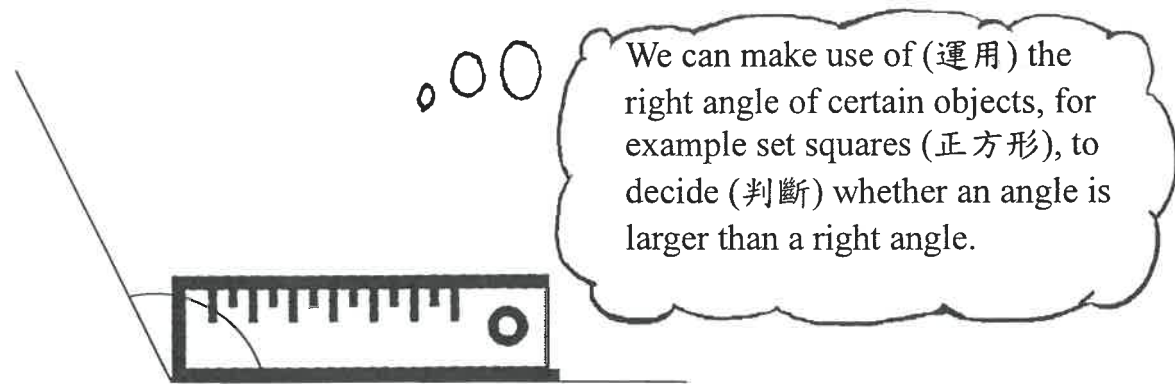 We can make use of (運用) the
right angle of certain objects, for
example set squares (正方形), to
decide (判斷) whether an angle is
larger than a right angle.